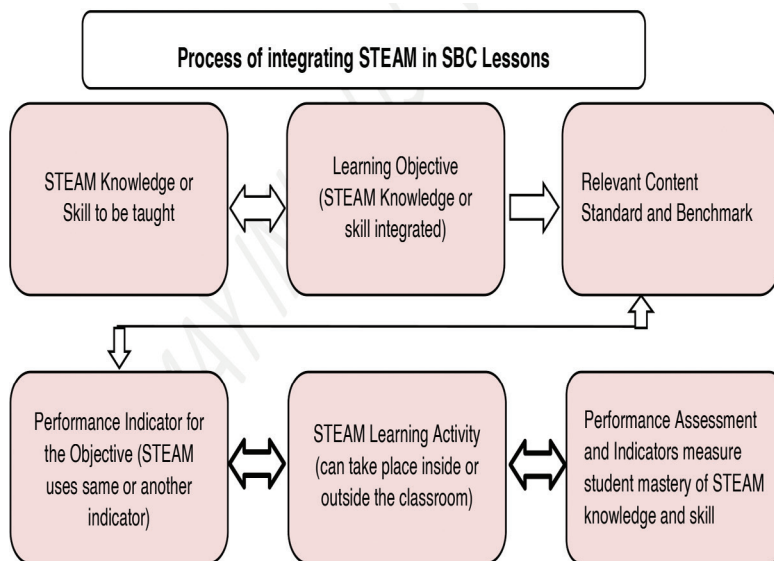 Process of integrating STEAM in SBC Lessons
STEAM Knowledge or
Skill to be taught
Learning Objective
(STEAM Knowledge or
skill integrated)
Relevant Content
Standard and Benchmark
Performance Indicator for
the Objective (STEAM
uses same or another
indicator)
STEAM Learning Activity
(can take place inside or
outside the classroom)
Performance Assessment
and Indicators measure
student mastery of STEAM
knowledge and skill